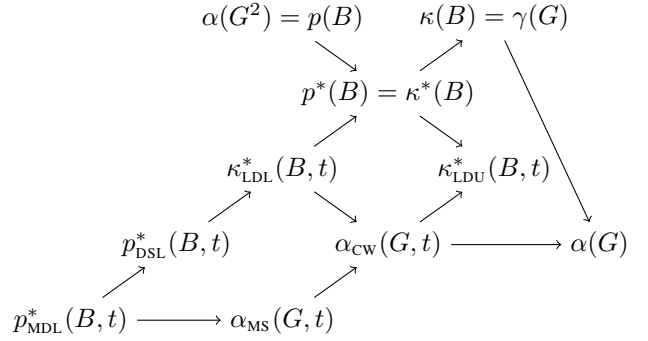 α(G²) = p(B) κ(B) = γ(G)
p*(B) = κ*(B)
κ*_LDL(B, t) κ*_LDU(B, t)
p*_DSL(B, t) α_CW(G, t) α(G)
p*_MDL(B, t) α_MS(G, t)